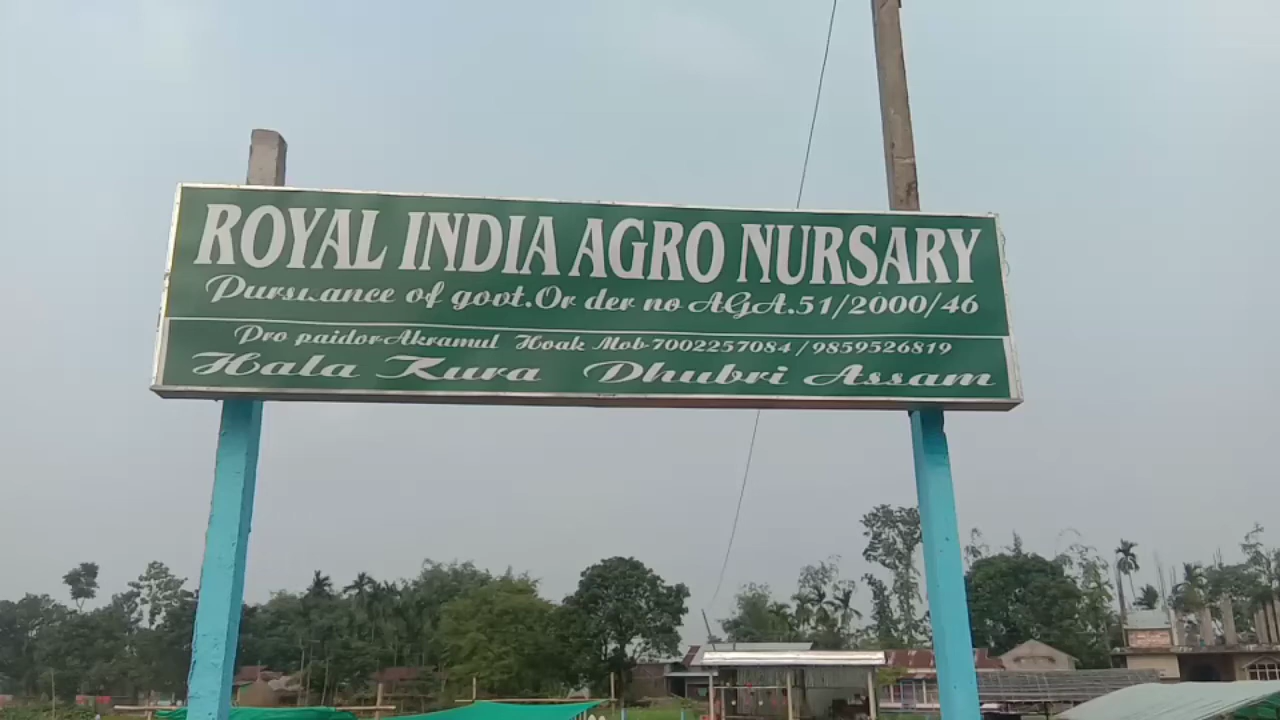 ROYAL INDIA AGRO NURSARY
Pursuance of govt.Or der no AGA.51/2000/46
Pro paidor Akramul Hoak Mob-7002257084/9859526819
Hala Kura Dhubri Assam